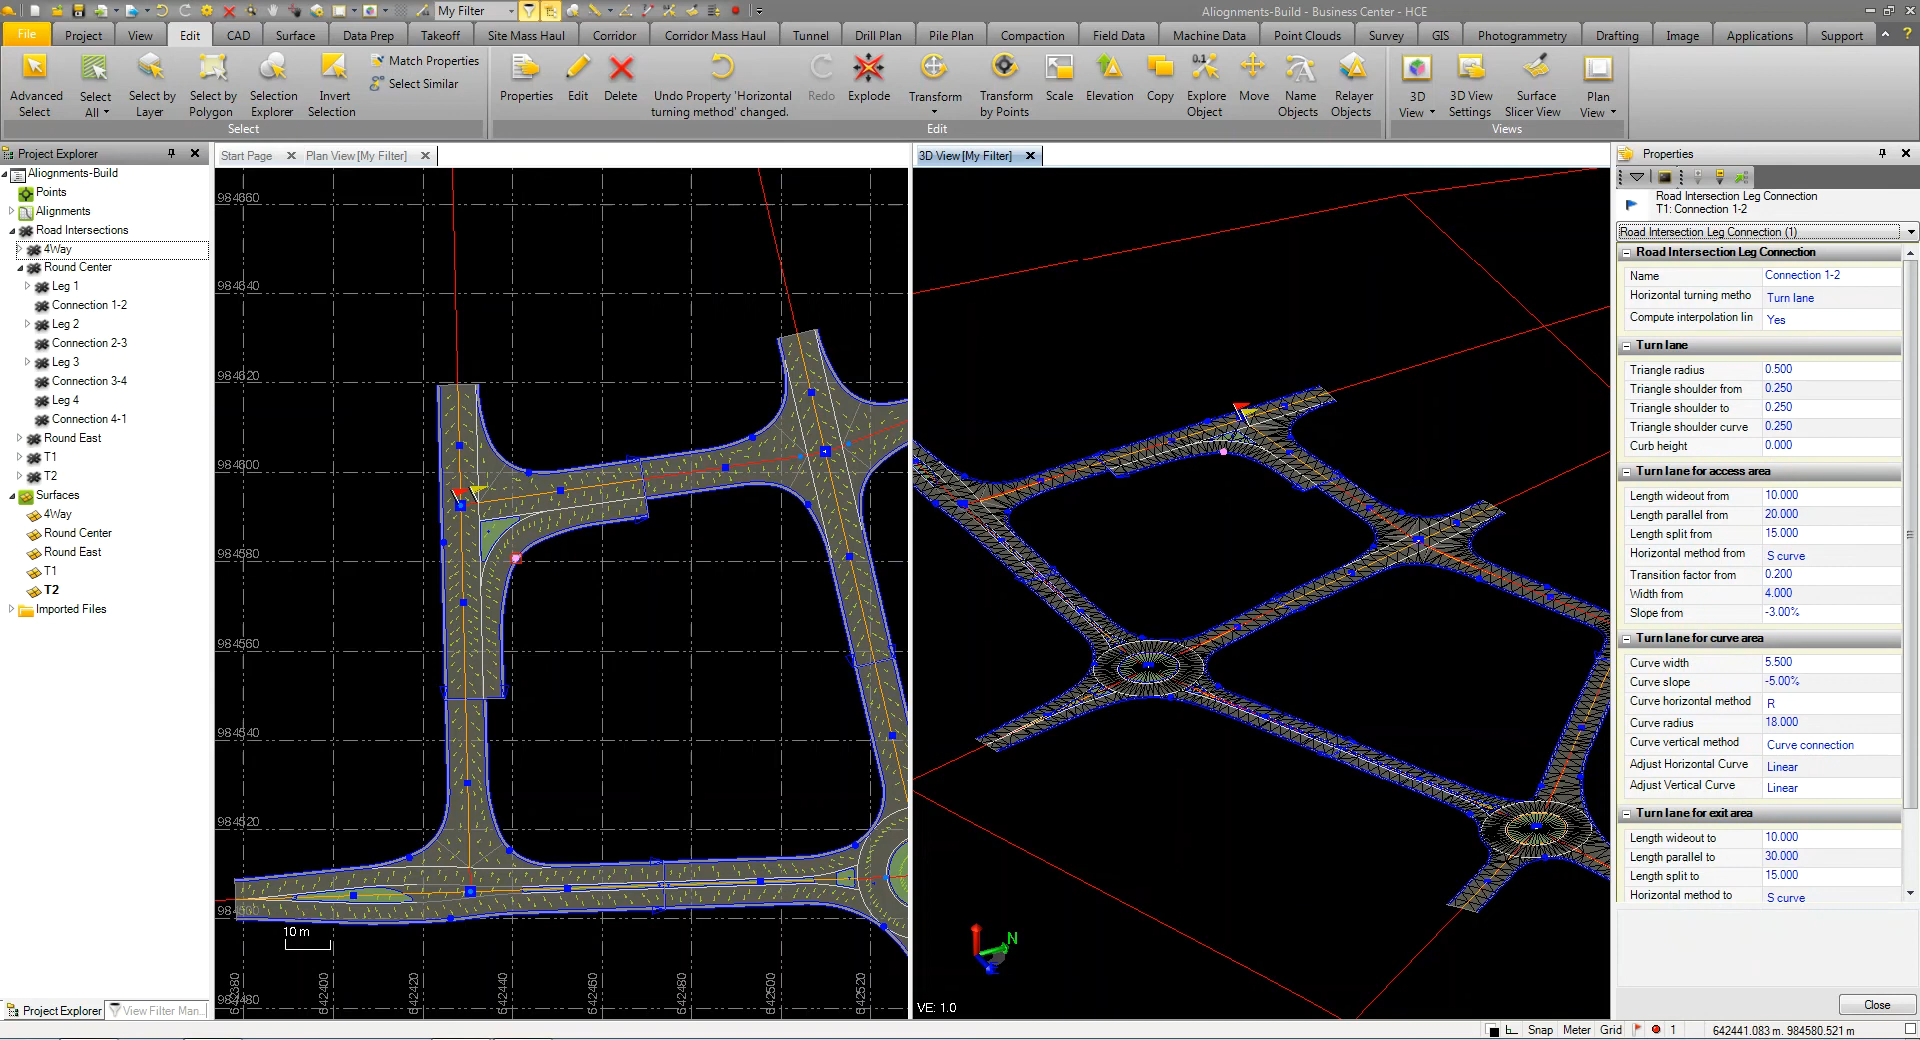 My Filter
Aliognments-Build - Business Center - HCE
File Project View Edit CAD Surface Data Prep Takeoff Site Mass Haul Corridor Corridor Mass Haul Tunnel Drill Plan Pile Plan Compaction Field Data Machine Data Point Clouds Survey GIS Photogrammetry Drafting Image Applications Support
Advanced Select
Select All
Select by Layer
Select by Polygon
Selection Explorer
Invert Selection
Match Properties
Select Similar
Select
Properties
Edit
Delete
Undo Property 'Horizontal turning method' changed.
Redo
Explode
Transform
Transform by Points
Scale
Elevation
Copy
Explore Object
Move
Name Objects
Relayer Objects
Edit
3D View
3D View Settings
Surface Slicer View
Plan View
Views
Project Explorer
Aliognments-Build
Points
Alignments
Road Intersections
4Way
Round Center
Leg 1
Connection 1-2
Leg 2
Connection 2-3
Leg 3
Connection 3-4
Leg 4
Connection 4-1
Round East
T1
T2
Surfaces
4Way
Round Center
Round East
T1
T2
Imported Files
Project Explorer
View Filter Man...
Start Page
Plan View [My Filter]
984660
984640
984620
984600
984580
984560
984540
984520
984500
984480
10 m
642380
642400
642420
642440
642460
642480
642500
642520
3D View [My Filter]
N
VE: 1.0
Properties
Road Intersection Leg Connection
T1: Connection 1-2
Road Intersection Leg Connection (1)
Road Intersection Leg Connection
Name Connection 1-2
Horizontal turning metho Turn lane
Compute interpolation lin Yes
Turn lane
Triangle radius 0.500
Triangle shoulder from 0.250
Triangle shoulder to 0.250
Triangle shoulder curve 0.250
Curb height 0.000
Turn lane for access area
Length wideout from 10.000
Length parallel from 20.000
Length split from 15.000
Horizontal method from S curve
Transition factor from 0.200
Width from 4.000
Slope from -3.00%
Turn lane for curve area
Curve width 5.500
Curve slope -5.00%
Curve horizontal method R
Curve radius 18.000
Curve vertical method Curve connection
Adjust Horizontal Curve Linear
Adjust Vertical Curve Linear
Turn lane for exit area
Length wideout to 10.000
Length parallel to 30.000
Length split to 15.000
Horizontal method to S curve
Close
Snap Meter Grid 1 642441.083 m. 984580.521 m